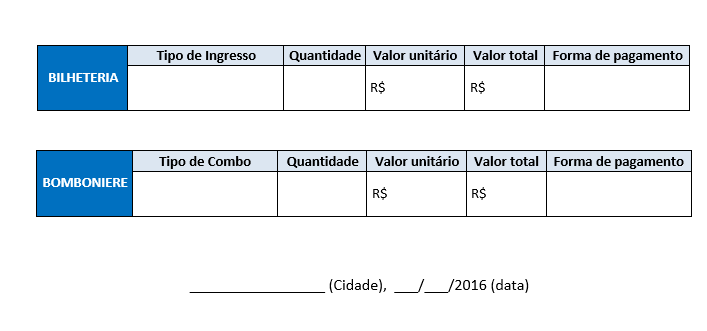 Tipo de Ingresso Quantidade Valor unitário Valor total Forma de pagamento
BILHETERIA
R$ R$
Tipo de Combo Quantidade Valor unitário Valor total Forma de pagamento
BOMBONIERE
R$ R$
_________________ (Cidade), ___/___/2016 (data)